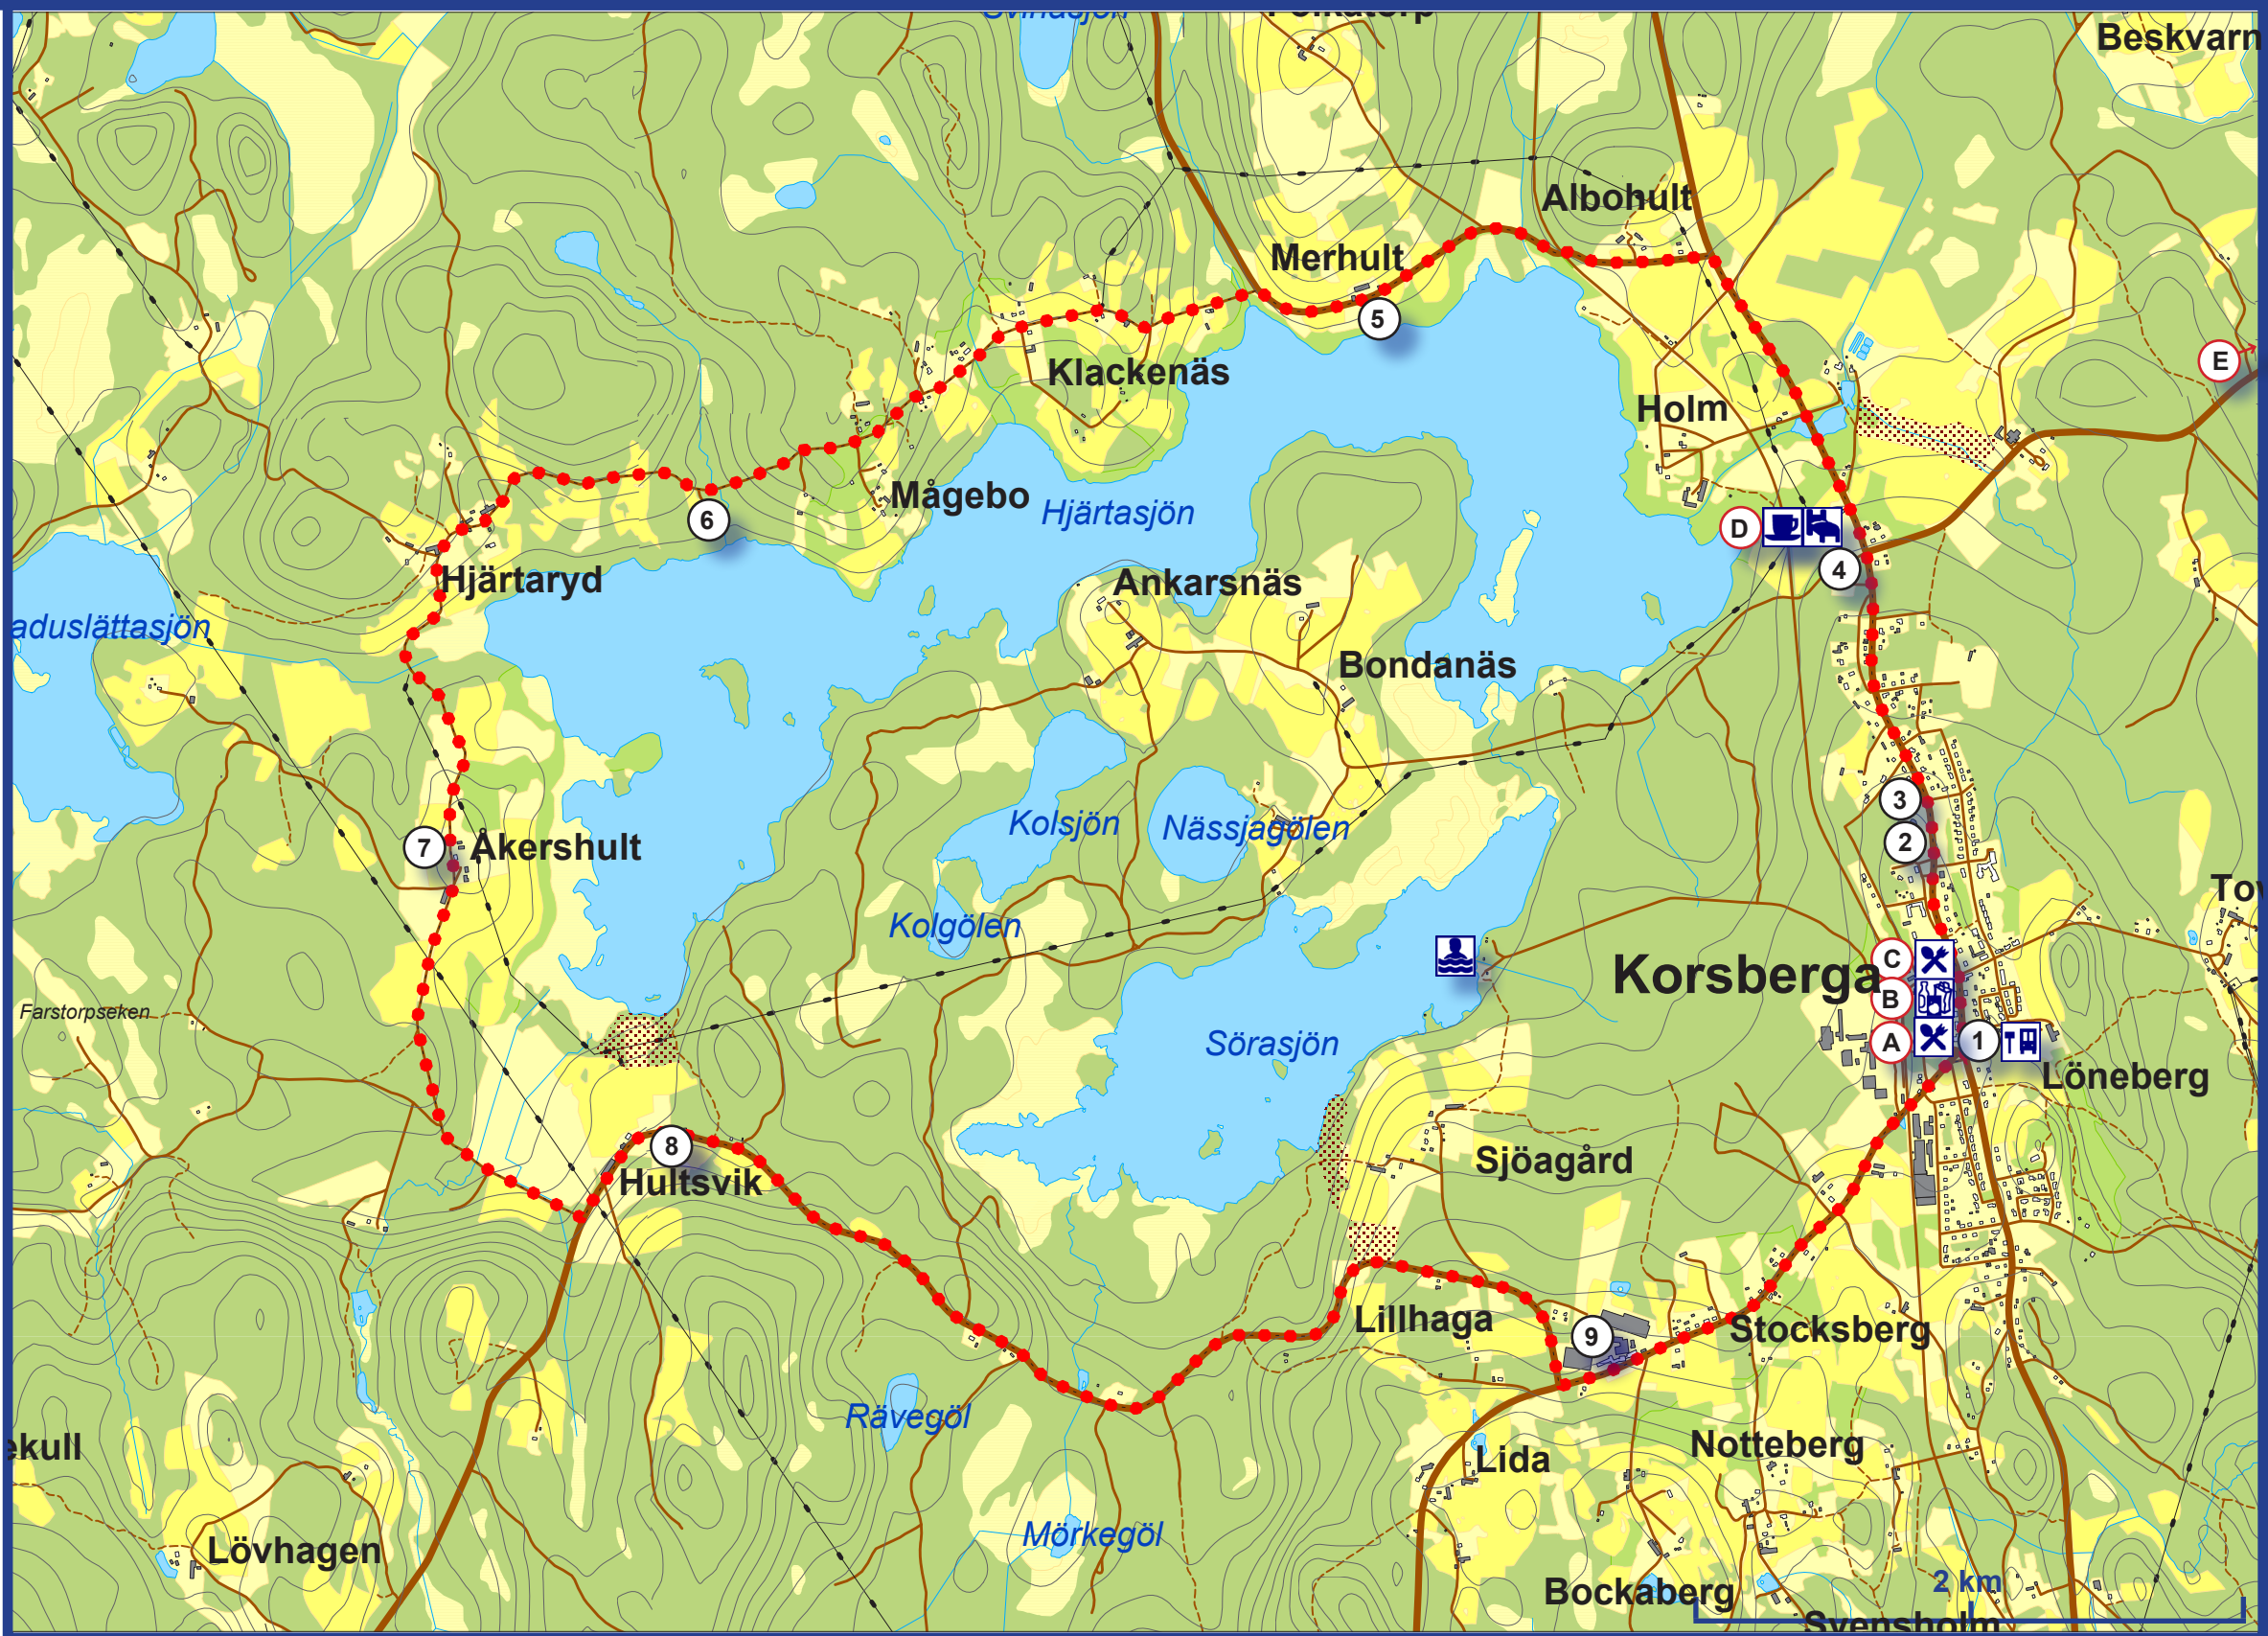 Beskvarn
Albohult
Merhult
5
E
Klackenäs
Holm
Mågebo
Hjärtasjön
6
D
4
Hjärtaryd
Ankarsnäs
aduslättasjön
Bondanäs
3
Kolsjön
Nässjagölen
2
7
Åkershult
Kolgölen
C
Korsberga
B
Farstorpseken
Sörasjön
A
1
Löneberg
8
Sjöagård
Hultsvik
Lillhaga
9
Stocksberg
Rävegöl
ekull
Notteberg
Lida
Mörkegöl
Lövhagen
2 km
Bockaberg
Svensholm